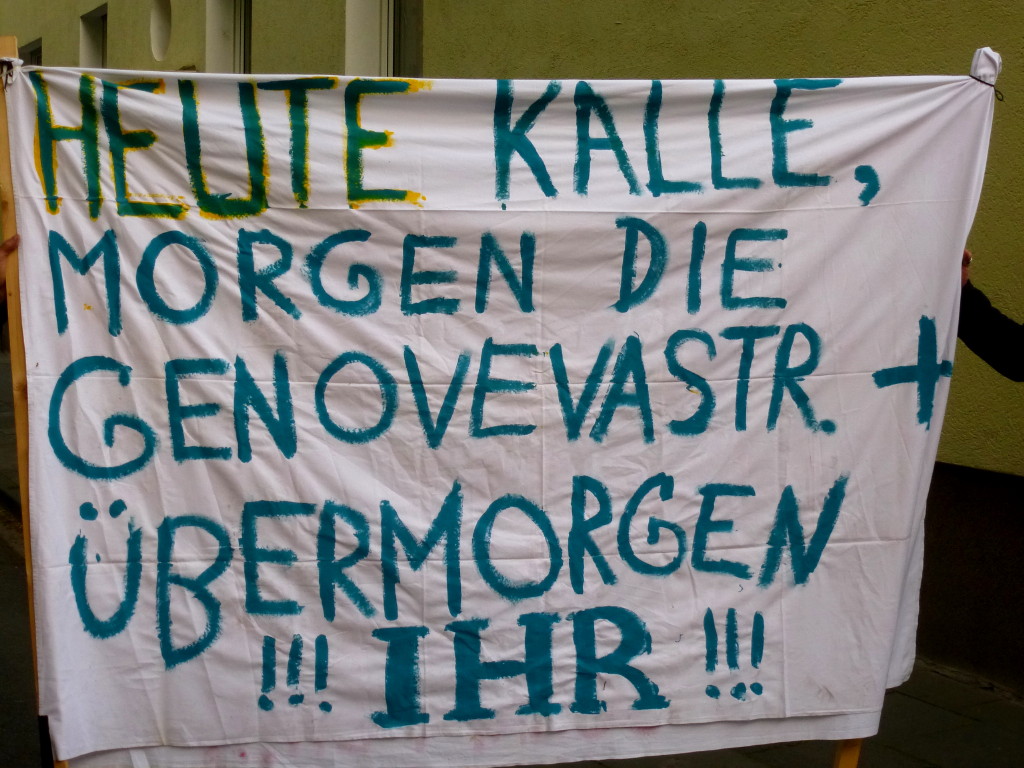 HEUTE KALLE,
MORGEN DIE
GENOVEVASTR. +
ÜBERMORGEN
!!! IHR !!!